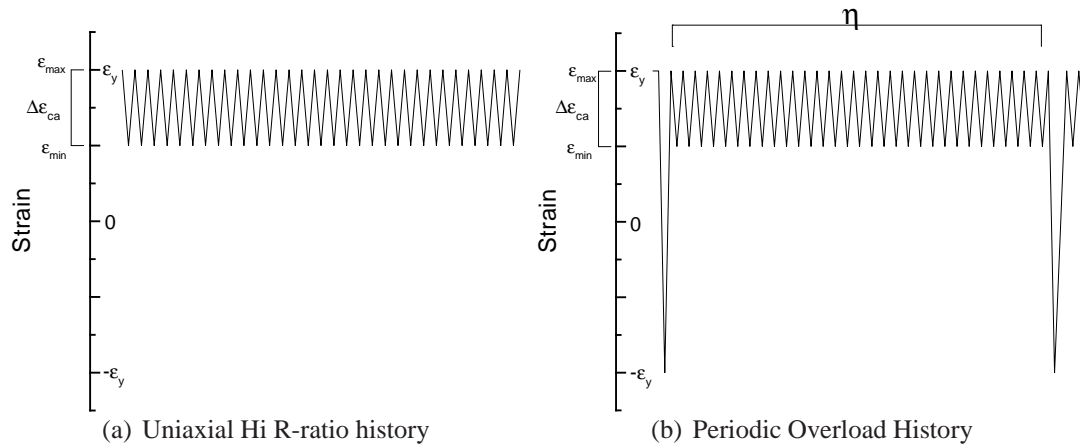 η
ε_max
ε_y
Δε_ca
ε_min
Strain
0
-ε_y
(a) Uniaxial Hi R-ratio history
ε_max
ε_y
Δε_ca
ε_min
Strain
0
-ε_y
(b) Periodic Overload History